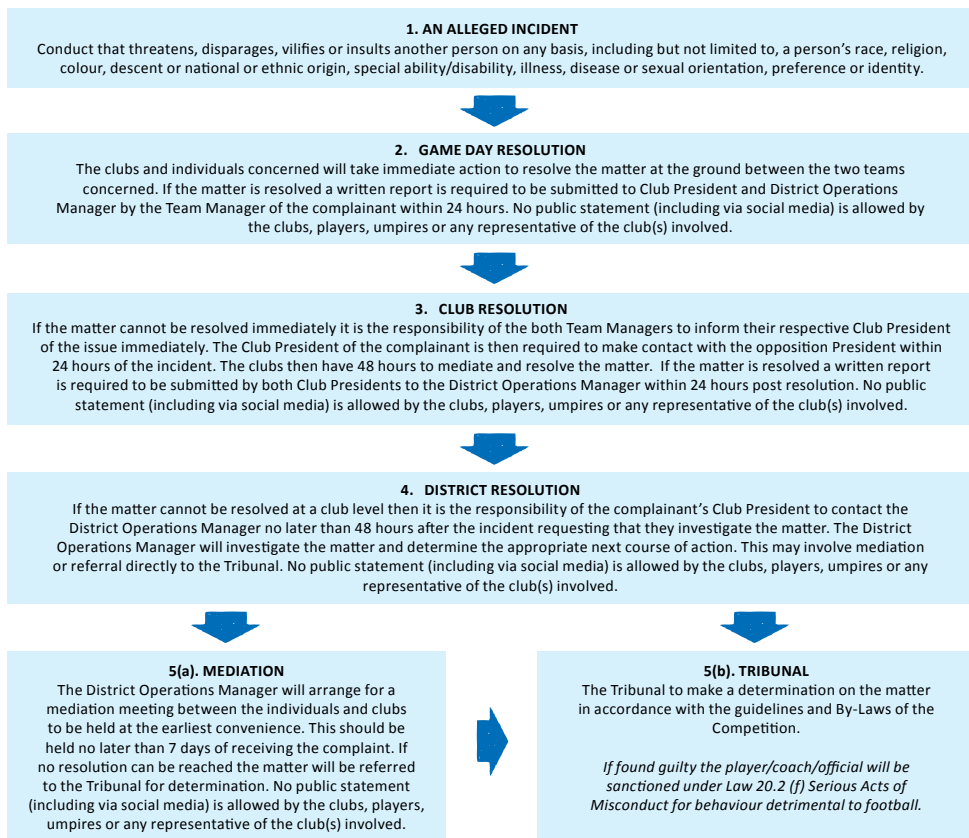 1. AN ALLEGED INCIDENT
Conduct that threatens, disparages, vilifies or insults another person on any basis, including but not limited to, a person's race, religion,
colour, descent or national or ethnic origin, special ability/disability, illness, disease or sexual orientation, preference or identity.
2. GAME DAY RESOLUTION
The clubs and individuals concerned will take immediate action to resolve the matter at the ground between the two teams
concerned. If the matter is resolved a written report is required to be submitted to Club President and District Operations
Manager by the Team Manager of the complainant within 24 hours. No public statement (including via social media) is allowed by
the clubs, players, umpires or any representative of the club(s) involved.
3. CLUB RESOLUTION
If the matter cannot be resolved immediately it is the responsibility of the both Team Managers to inform their respective Club President
of the issue immediately. The Club President of the complainant is then required to make contact with the opposition President within
24 hours of the incident. The clubs then have 48 hours to mediate and resolve the matter. If the matter is resolved a written report
is required to be submitted by both Club Presidents to the District Operations Manager within 24 hours post resolution. No public
statement (including via social media) is allowed by the clubs, players, umpires or any representative of the club(s) involved.
4. DISTRICT RESOLUTION
If the matter cannot be resolved at a club level then it is the responsibility of the complainant's Club President to contact the
District Operations Manager no later than 48 hours after the incident requesting that they investigate the matter. The District
Operations Manager will investigate the matter and determine the appropriate next course of action. This may involve mediation
or referral directly to the Tribunal. No public statement (including via social media) is allowed by the clubs, players, umpires or any
representative of the club(s) involved.
5(a). MEDIATION
The District Operations Manager will arrange for a
mediation meeting between the individuals and clubs
to be held at the earliest convenience. This should be
held no later than 7 days of receiving the complaint. If
no resolution can be reached the matter will be referred
to the Tribunal for determination. No public statement
(including via social media) is allowed by the clubs, players,
umpires or any representative of the club(s) involved.
5(b). TRIBUNAL
The Tribunal to make a determination on the matter
in accordance with the guidelines and By-Laws of the
Competition.
If found guilty the player/coach/official will be
sanctioned under Law 20.2 (f) Serious Acts of
Misconduct for behaviour detrimental to football.